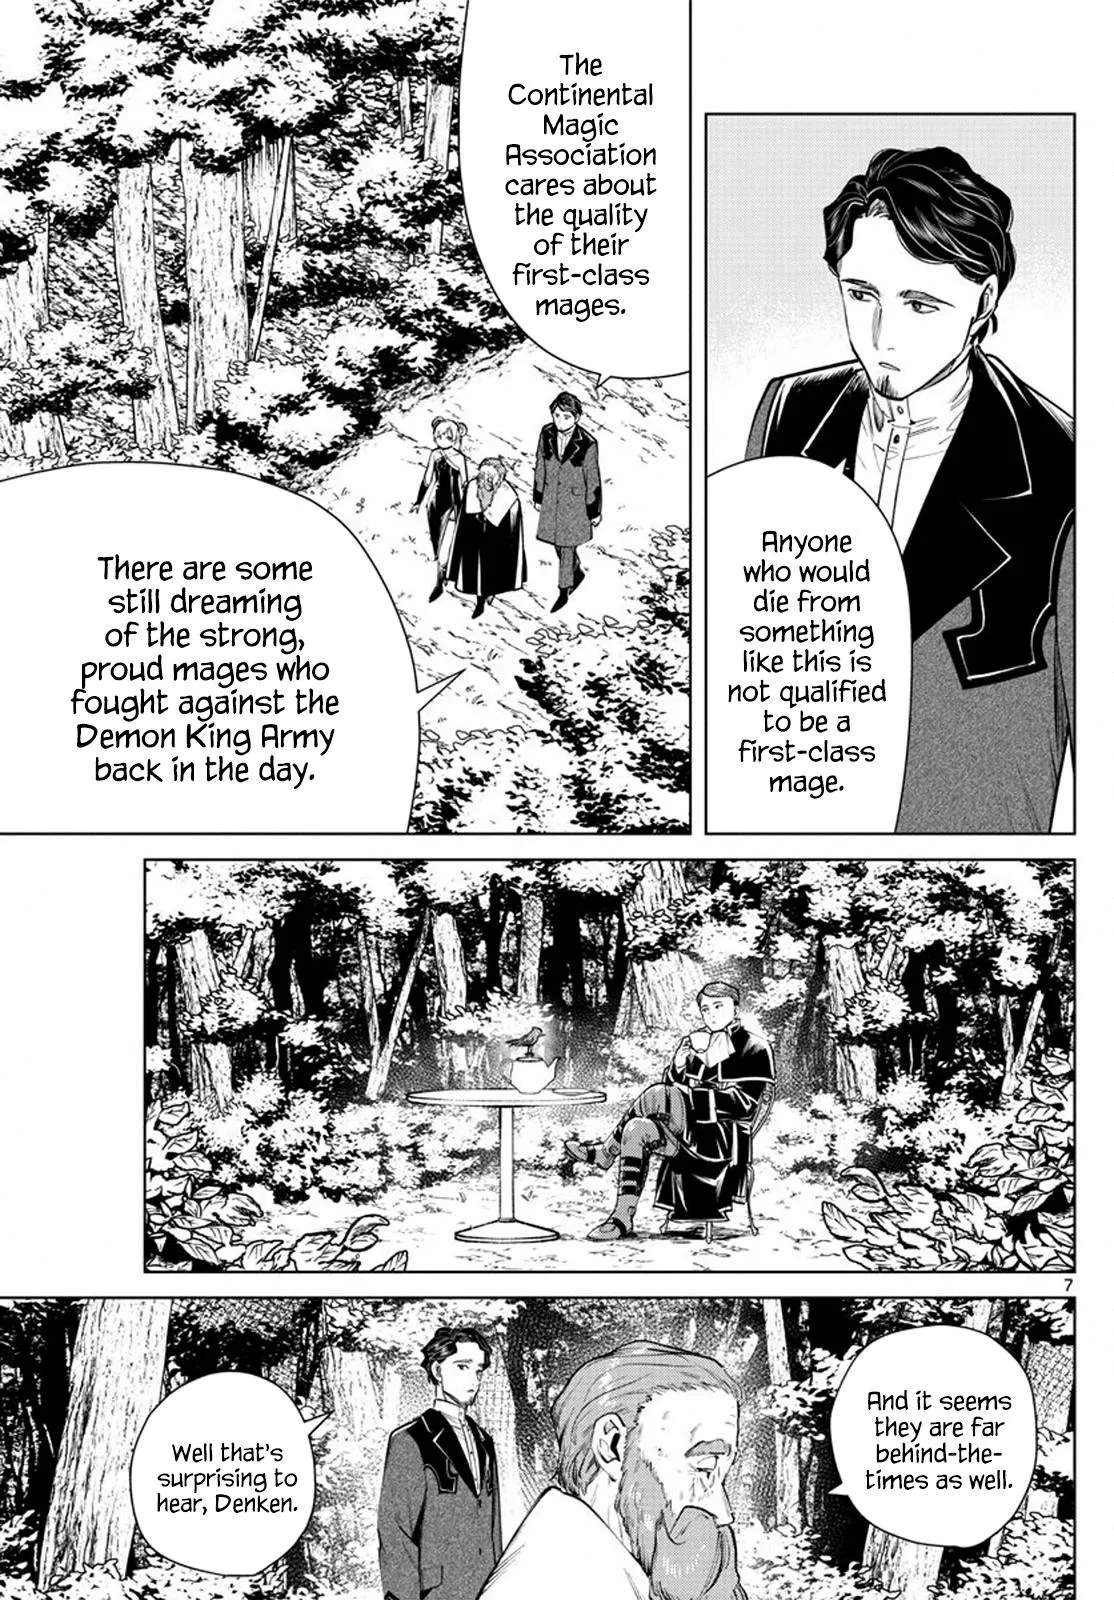 Anyone
who would
die from
something
like this is
not qualified
to be a
first-class
mage.
The
Continental
Magic
Association
cares about
the quality
of their
first-class
mages.
There are some
still dreaming
of the strong,
proud mages who
fought against the
Demon King Army
back in the day.
7
And it seems
they are far
behind-the-
times as well.
Well that's
surprising to
hear, Denken.